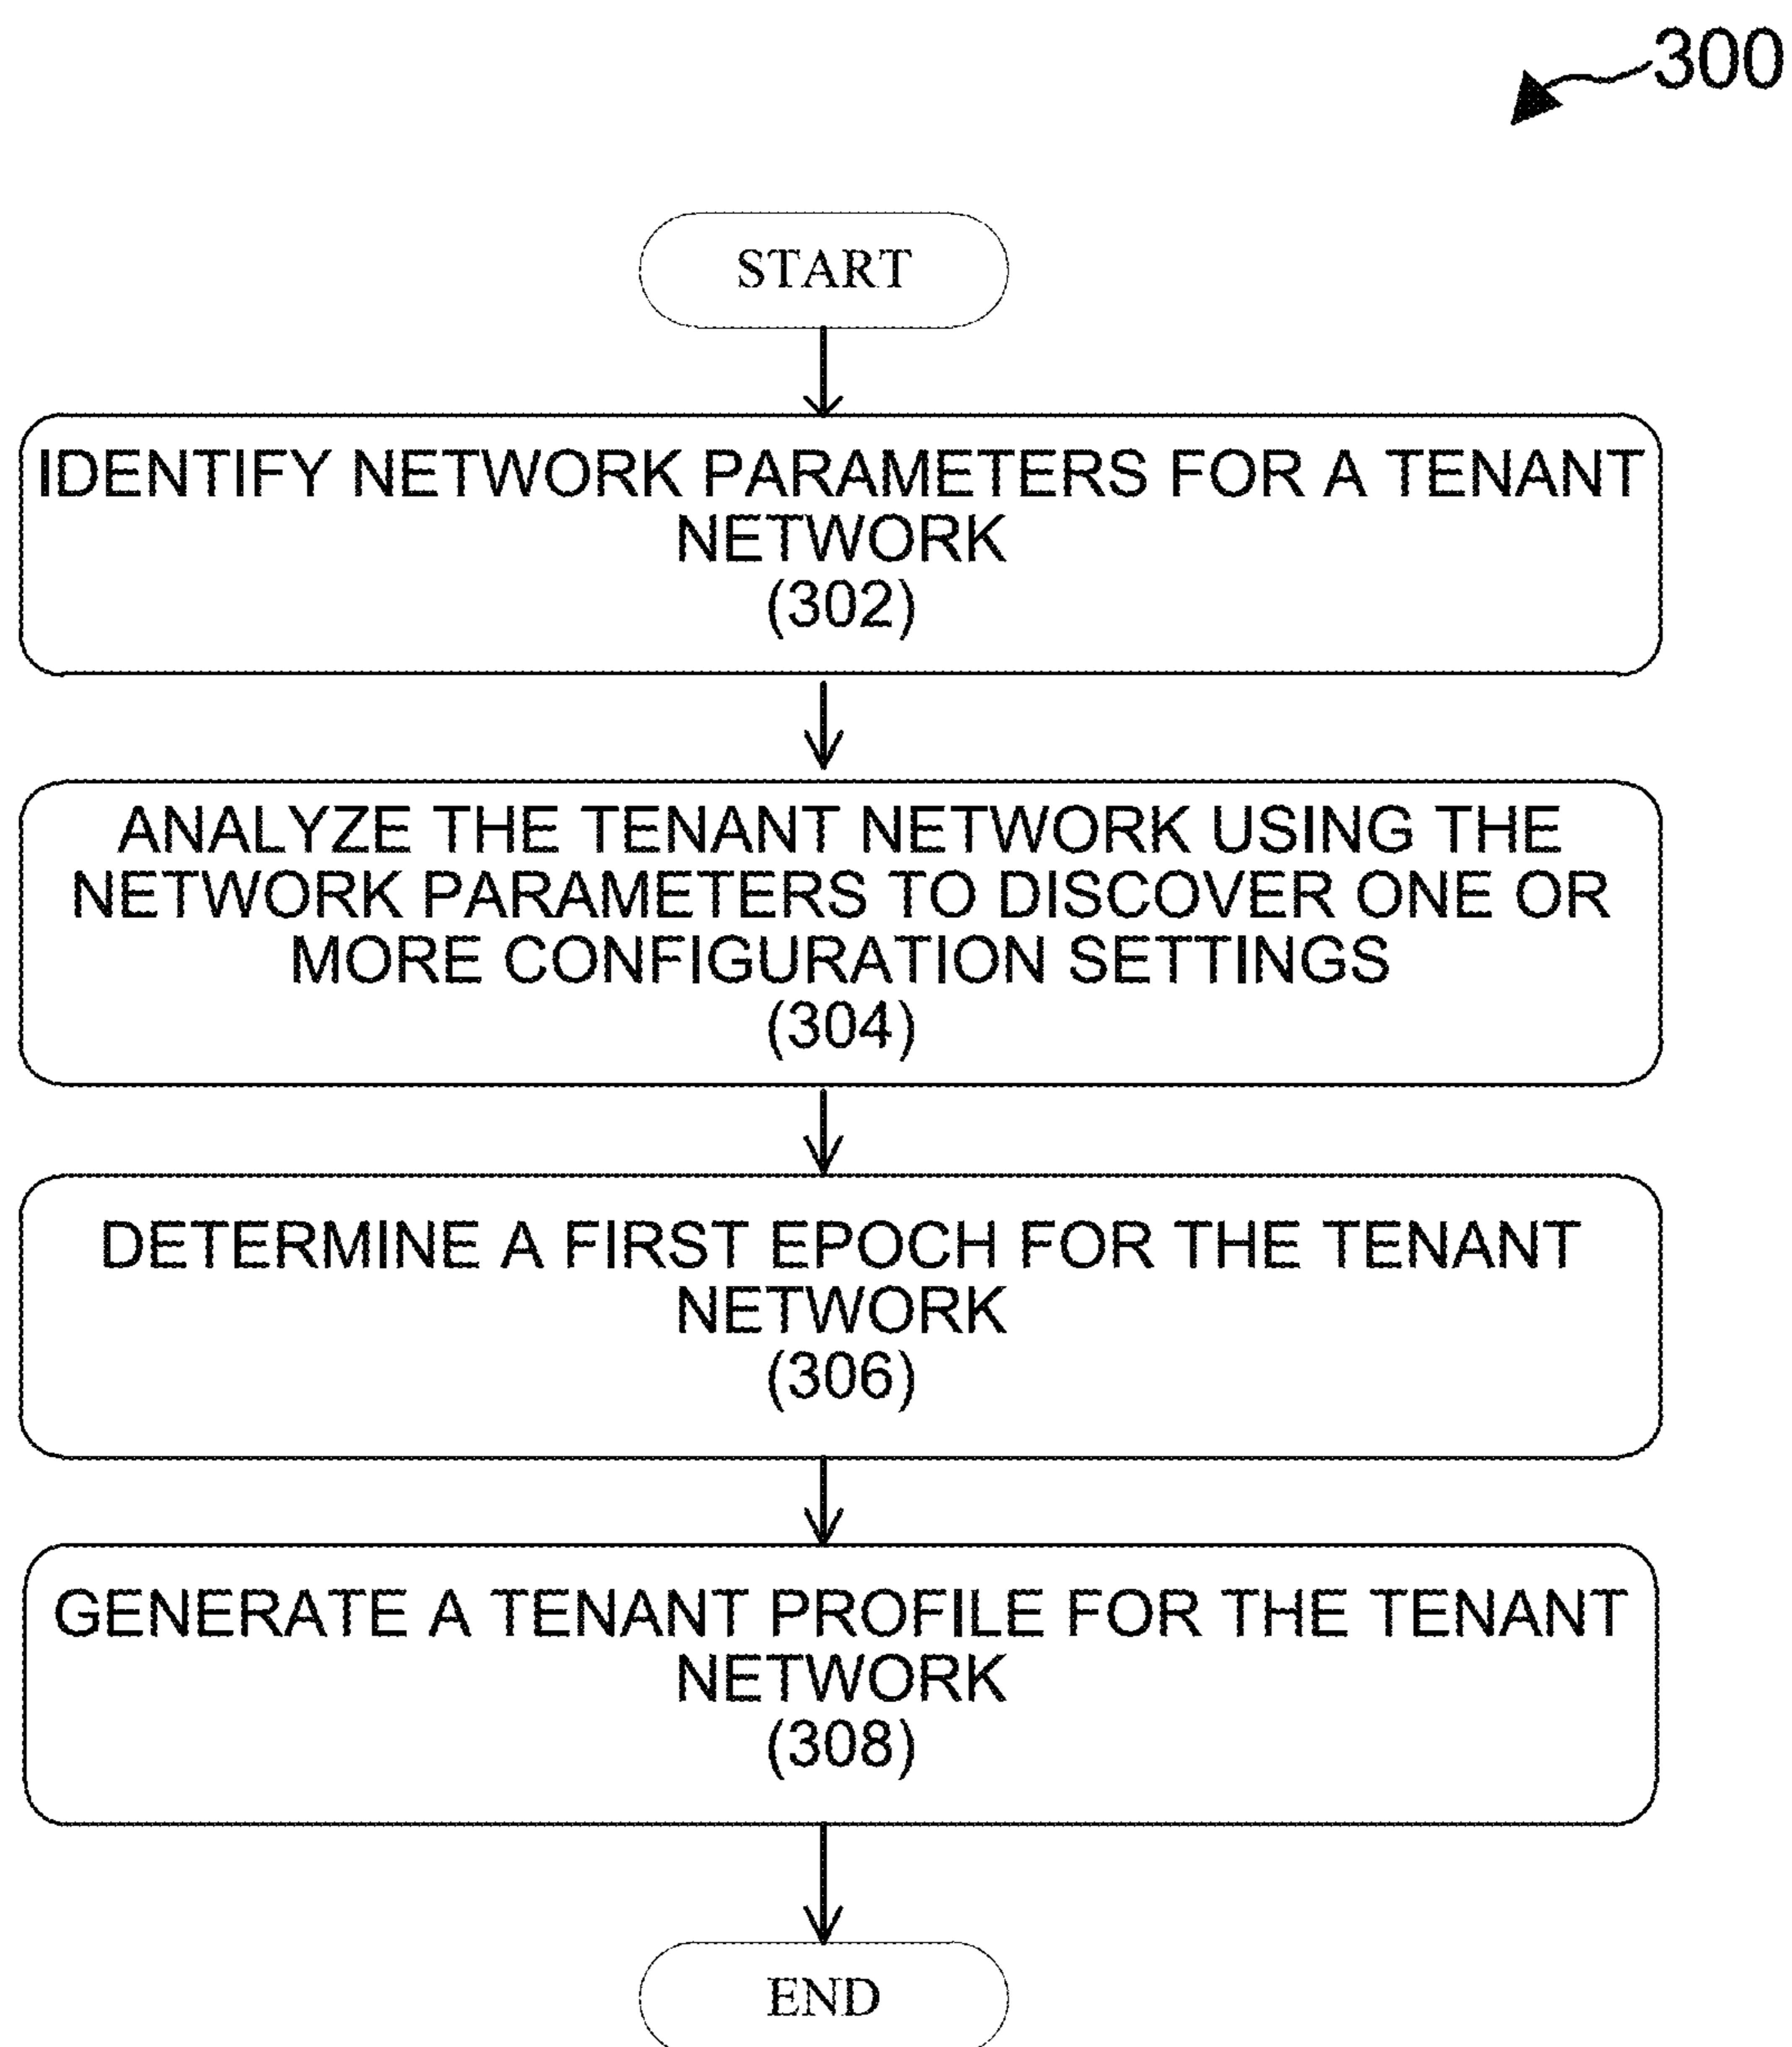 300
START
IDENTIFY NETWORK PARAMETERS FOR A TENANT
NETWORK
(302)
ANALYZE THE TENANT NETWORK USING THE
NETWORK PARAMETERS TO DISCOVER ONE OR
MORE CONFIGURATION SETTINGS
(304)
DETERMINE A FIRST EPOCH FOR THE TENANT
NETWORK
(306)
GENERATE A TENANT PROFILE FOR THE TENANT
NETWORK
(308)
END